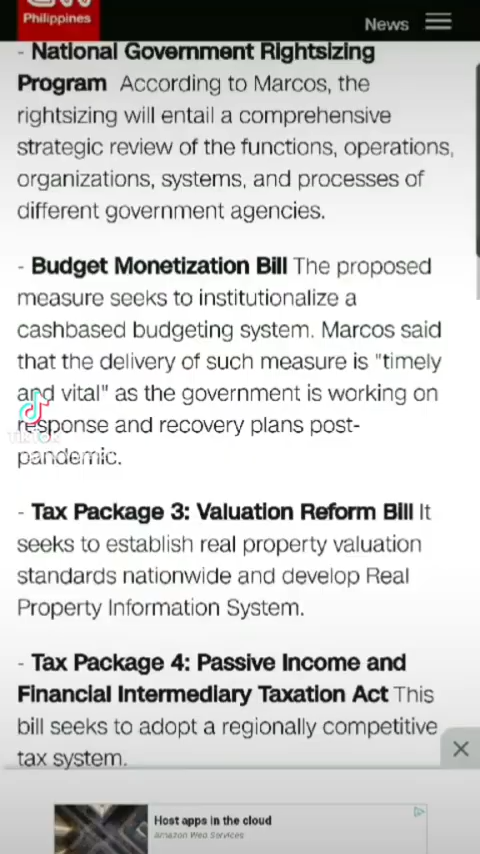 Philippines
News
- National Government Rightsizing
Program According to Marcos, the
rightsizing will entail a comprehensive
strategic review of the functions, operations,
organizations, systems, and processes of
different government agencies.
- Budget Monetization Bill The proposed
measure seeks to institutionalize a
cashbased budgeting system. Marcos said
that the delivery of such measure is "timely
and vital" as the government is working on
response and recovery plans post-
pandemic.
- Tax Package 3: Valuation Reform Bill It
seeks to establish real property valuation
standards nationwide and develop Real
Property Information System.
- Tax Package 4: Passive Income and
Financial Intermediary Taxation Act This
bill seeks to adopt a regionally competitive
tax system.
Host apps in the cloud
Amazon Web Services